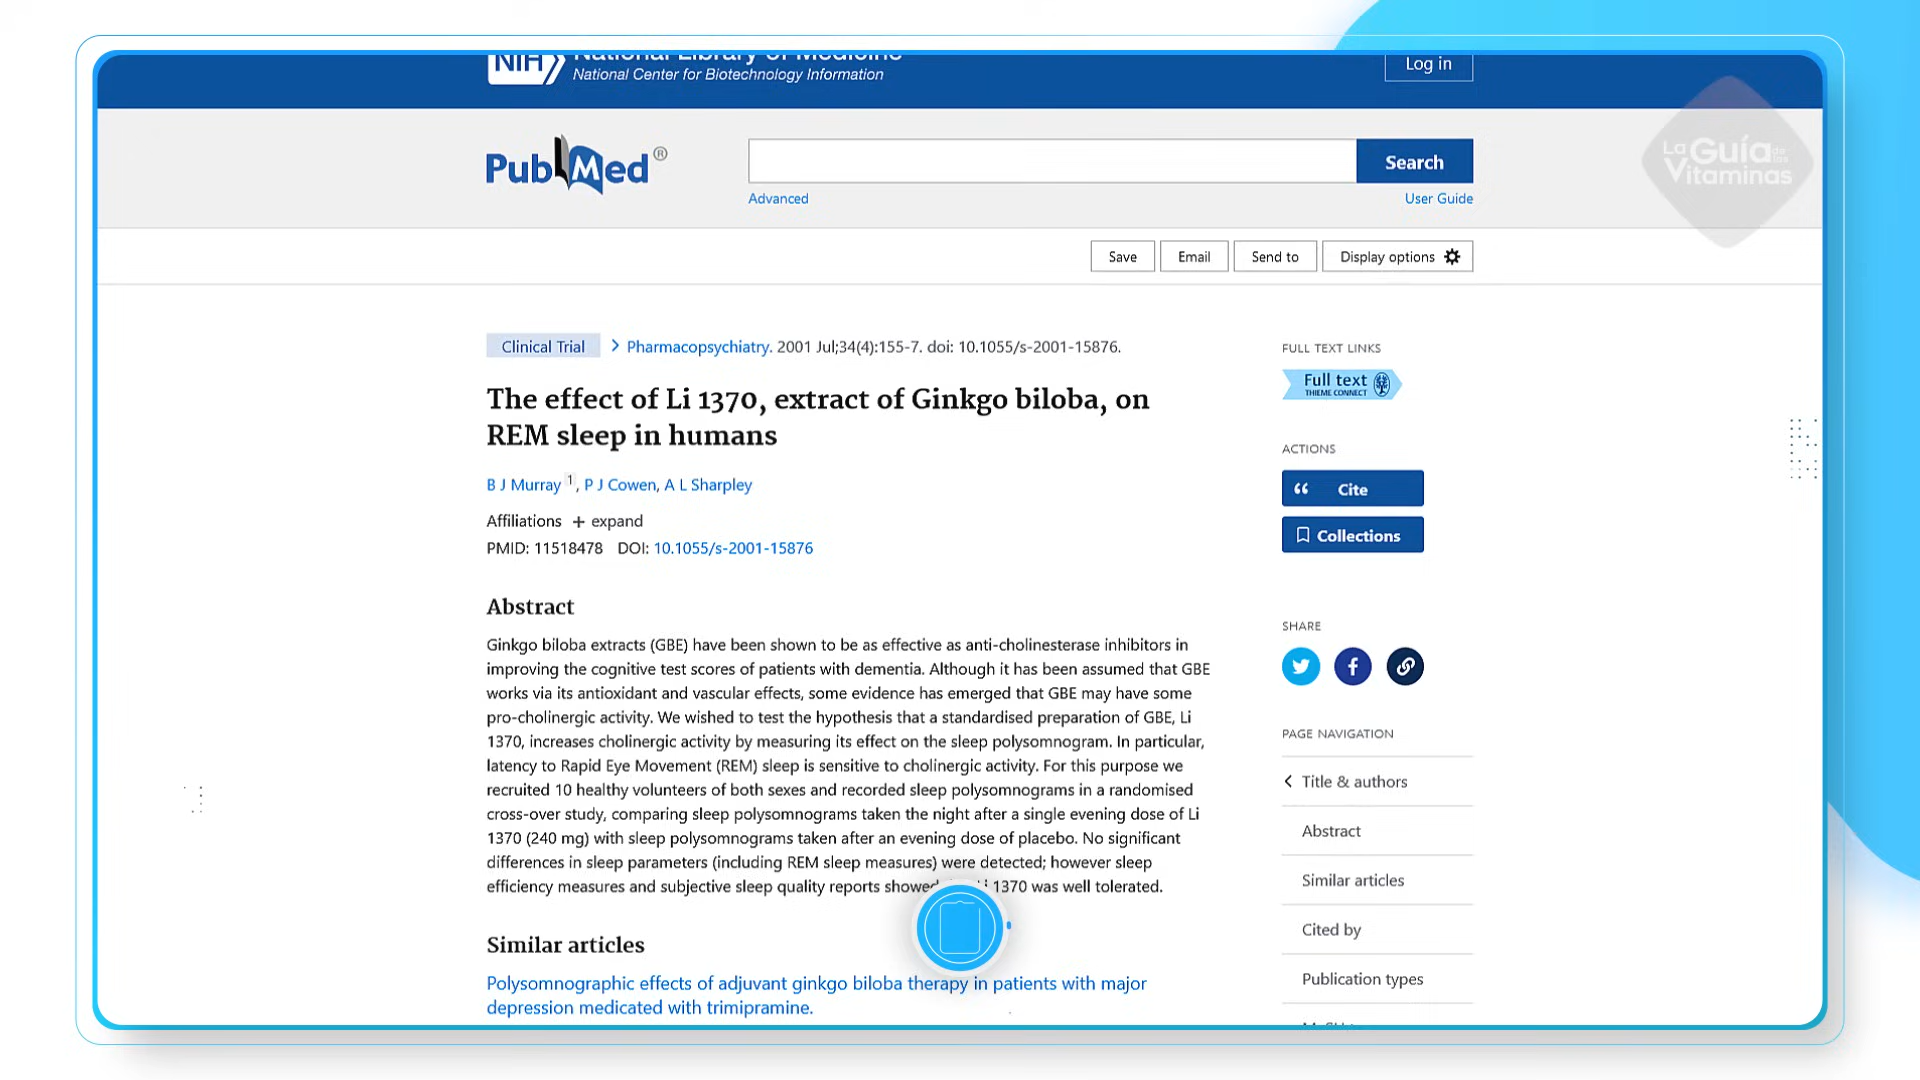 NIH National Library of Medicine
National Center for Biotechnology Information
Log in
PubMed®
Search
Advanced
User Guide
La Guía de las Vitaminas
Save
Email
Send to
Display options
Clinical Trial
Pharmacopsychiatry. 2001 Jul;34(4):155-7. doi: 10.1055/s-2001-15876.
The effect of Li 1370, extract of Ginkgo biloba, on
REM sleep in humans
B J Murray 1, P J Cowen, A L Sharpley
Affiliations + expand
PMID: 11518478 DOI: 10.1055/s-2001-15876
Abstract
Ginkgo biloba extracts (GBE) have been shown to be as effective as anti-cholinesterase inhibitors in
improving the cognitive test scores of patients with dementia. Although it has been assumed that GBE
works via its antioxidant and vascular effects, some evidence has emerged that GBE may have some
pro-cholinergic activity. We wished to test the hypothesis that a standardised preparation of GBE, Li
1370, increases cholinergic activity by measuring its effect on the sleep polysomnogram. In particular,
latency to Rapid Eye Movement (REM) sleep is sensitive to cholinergic activity. For this purpose we
recruited 10 healthy volunteers of both sexes and recorded sleep polysomnograms in a randomised
cross-over study, comparing sleep polysomnograms taken the night after a single evening dose of Li
1370 (240 mg) with sleep polysomnograms taken after an evening dose of placebo. No significant
differences in sleep parameters (including REM sleep measures) were detected; however sleep
efficiency measures and subjective sleep quality reports showed 1370 was well tolerated.
Similar articles
Polysomnographic effects of adjuvant ginkgo biloba therapy in patients with major
depression medicated with trimipramine.
FULL TEXT LINKS
Full text
THIEME CONNECT
ACTIONS
Cite
Collections
SHARE
PAGE NAVIGATION
Title & authors
Abstract
Similar articles
Cited by
Publication types